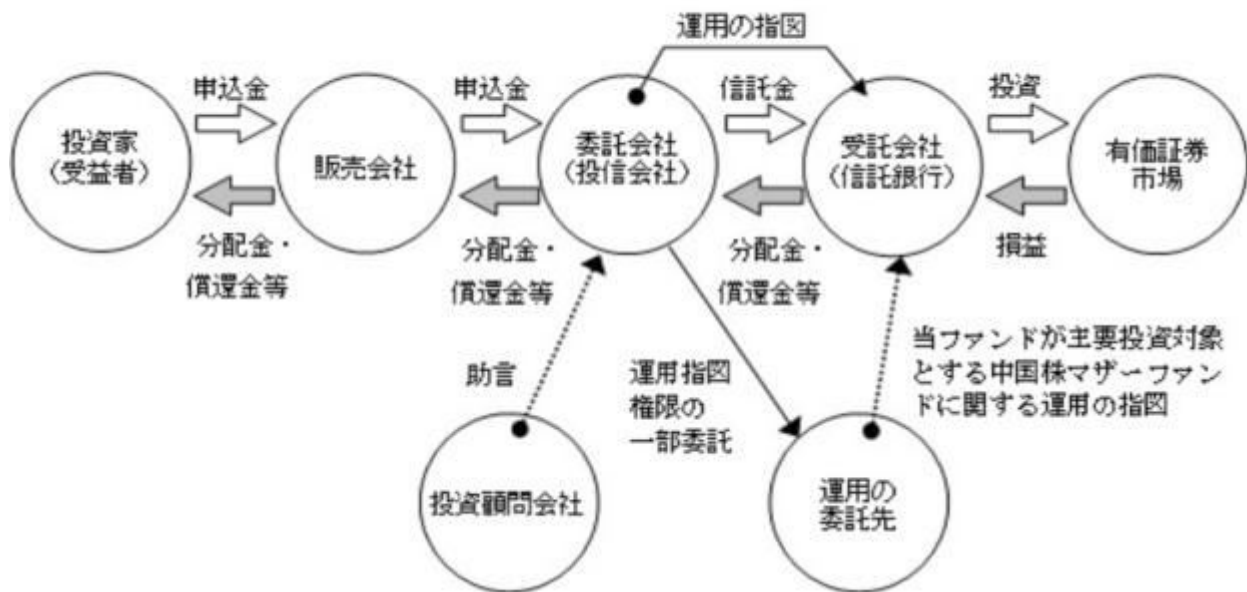 運用の指図
申込金
申込金
信託金
投資
投資家
〈受益者〉
販売会社
委託会社
〈投信会社〉
受託会社
〈信託銀行〉
有価証券
市場
分配金・
償還金等
分配金・
償還金等
分配金・
償還金等
損益
助言
運用指図
権限の
一部委託
当ファンドが主要投資対象
とする中国株マザーファン
ドに関する運用の指図
投資顧問会社
運用の
委託先